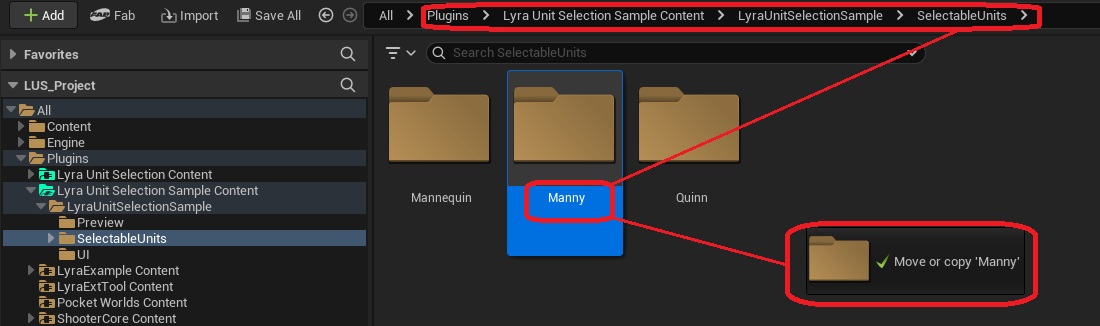 Add Fab Import Save All All Plugins Lyra Unit Selection Sample Content LyraUnitSelectionSample SelectableUnits
Favorites
Search SelectableUnits
LUS_Project
All
Content
Engine
Plugins
Lyra Unit Selection Content
Lyra Unit Selection Sample Content
LyraUnitSelectionSample
Preview
SelectableUnits
UI
LyraExample Content
LyraExtTool Content
Pocket Worlds Content
ShooterCore Content
Mannequin Manny Quinn
Move or copy 'Manny'